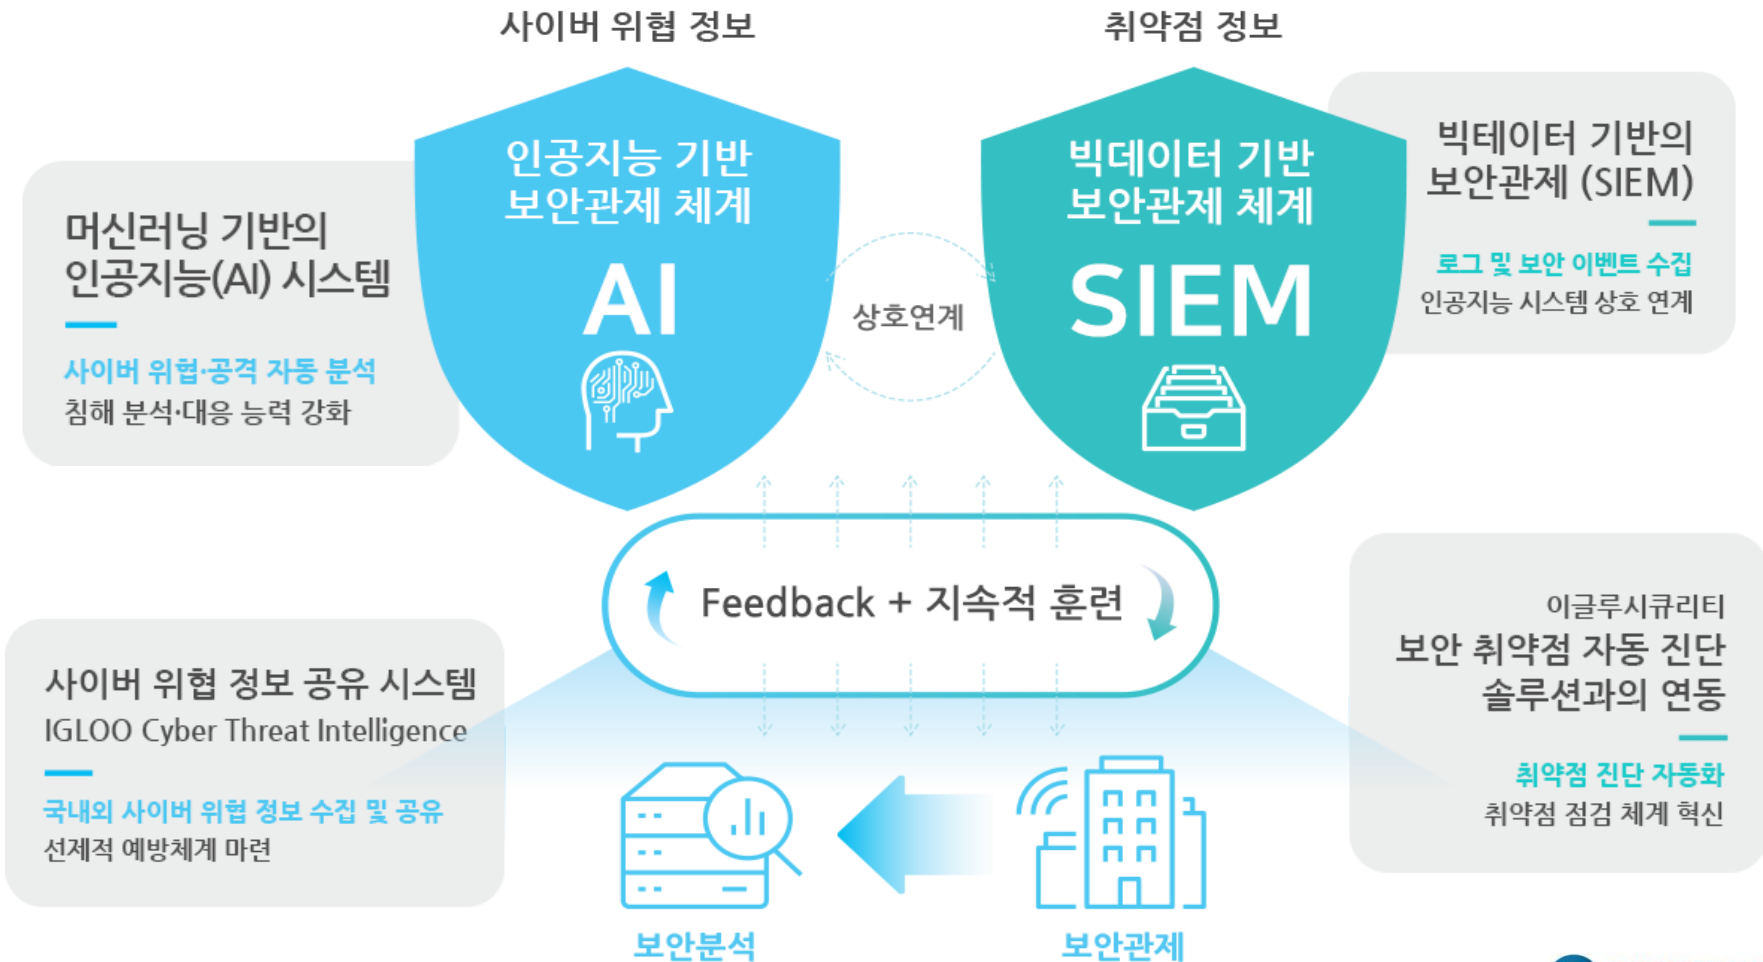 사이버 위협 정보
취약점 정보
인공지능 기반
보안관제 체계
AI
빅데이터 기반
보안관제 체계
SIEM
빅테이터 기반의
보안관제 (SIEM)
로그 및 보안 이벤트 수집
인공지능 시스템 상호 연계
머신러닝 기반의
인공지능(AI) 시스템
사이버 위협·공격 자동 분석
침해 분석·대응 능력 강화
상호연계
Feedback + 지속적 훈련
사이버 위협 정보 공유 시스템
IGLOO Cyber Threat Intelligence
국내외 사이버 위협 정보 수집 및 공유
선제적 예방체계 마련
이글루시큐리티
보안 취약점 자동 진단
솔루션과의 연동
취약점 진단 자동화
취약점 점검 체계 혁신
보안분석
보안관제